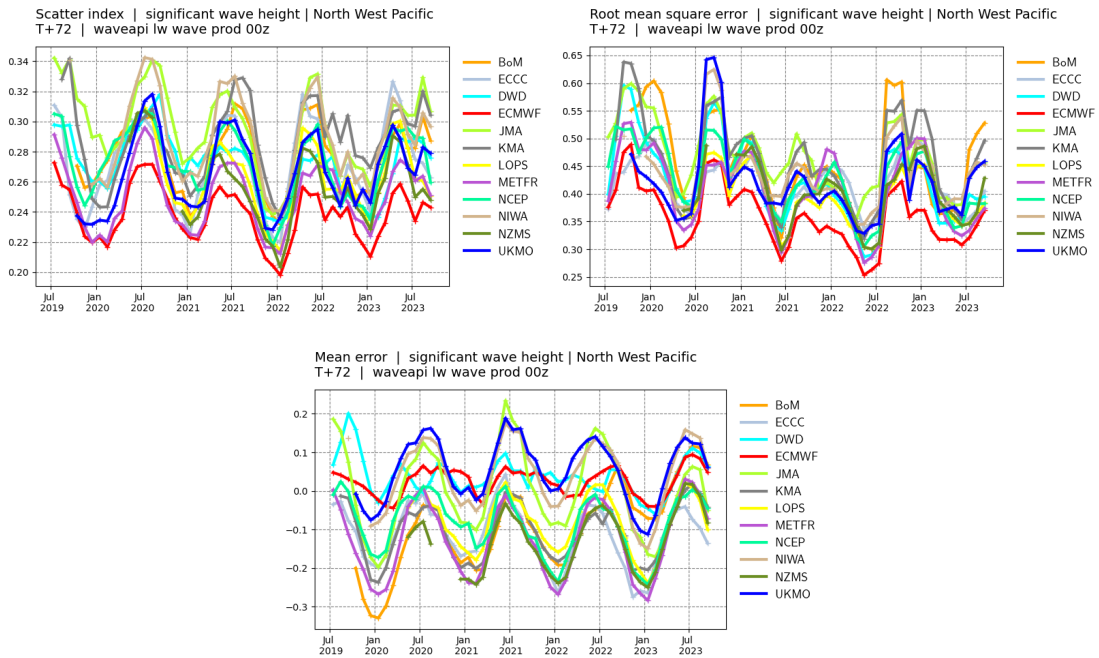 Scatter index | significant wave height | North West Pacific
T+72 | waveapi lw wave prod 00z
0.34
0.32
0.30
0.28
0.26
0.24
0.22
0.20
Jul 2019
Jan 2020
Jul 2020
Jan 2021
Jul 2021
Jan 2022
Jul 2022
Jan 2023
Jul 2023
BoM
ECCC
DWD
ECMWF
JMA
KMA
LOPS
METFR
NCEP
NIWA
NZMS
UKMO
Root mean square error | significant wave height | North West Pacific
T+72 | waveapi lw wave prod 00z
0.65
0.60
0.55
0.50
0.45
0.40
0.35
0.30
0.25
Jul 2019
Jan 2020
Jul 2020
Jan 2021
Jul 2021
Jan 2022
Jul 2022
Jan 2023
Jul 2023
BoM
ECCC
DWD
ECMWF
JMA
KMA
LOPS
METFR
NCEP
NIWA
NZMS
UKMO
Mean error | significant wave height | North West Pacific
T+72 | waveapi lw wave prod 00z
0.2
0.1
0.0
−0.1
−0.2
−0.3
Jul 2019
Jan 2020
Jul 2020
Jan 2021
Jul 2021
Jan 2022
Jul 2022
Jan 2023
Jul 2023
BoM
ECCC
DWD
ECMWF
JMA
KMA
LOPS
METFR
NCEP
NIWA
NZMS
UKMO